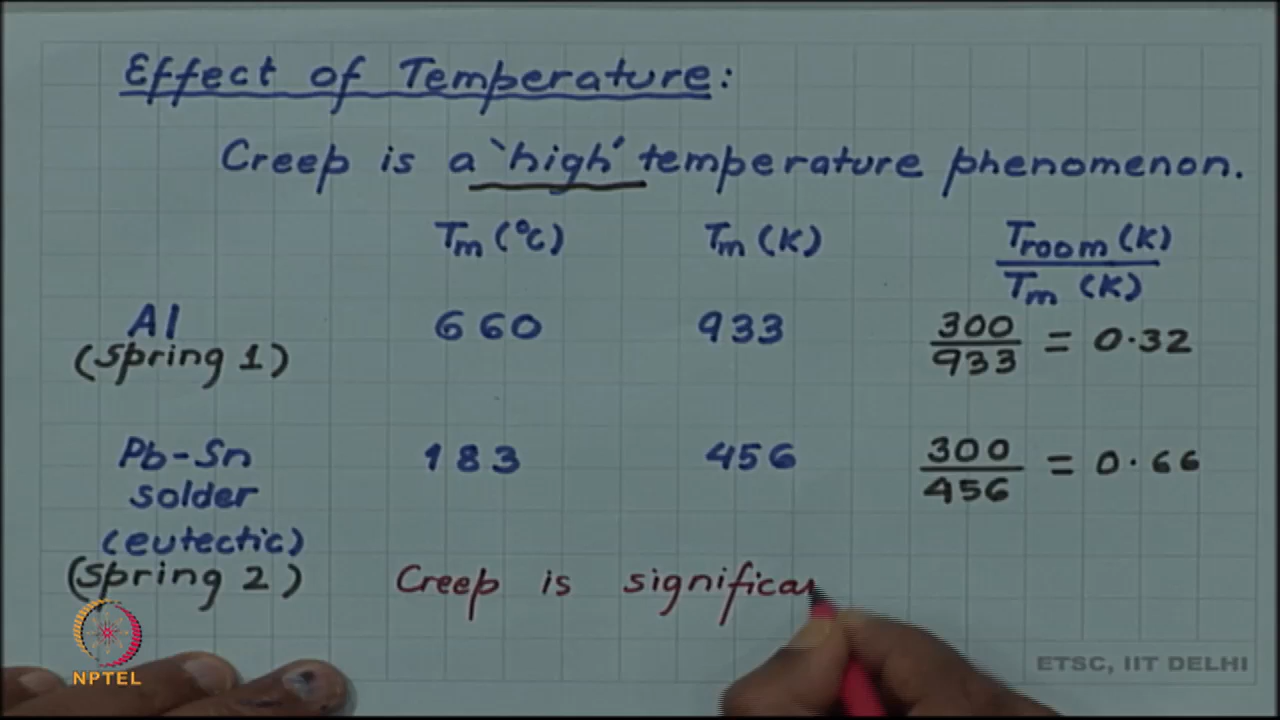 Effect of Temperature:
Creep is a 'high' temperature phenomenon.
Tm (°C) Tm (K) Troom (K) / Tm (K)
Al 660 933 300/933 = 0.32
(Spring 1)
Pb-Sn 183 456 300/456 = 0.66
solder
(eutectic)
(Spring 2) Creep is significan
NPTEL
ETSC, IIT DELHI